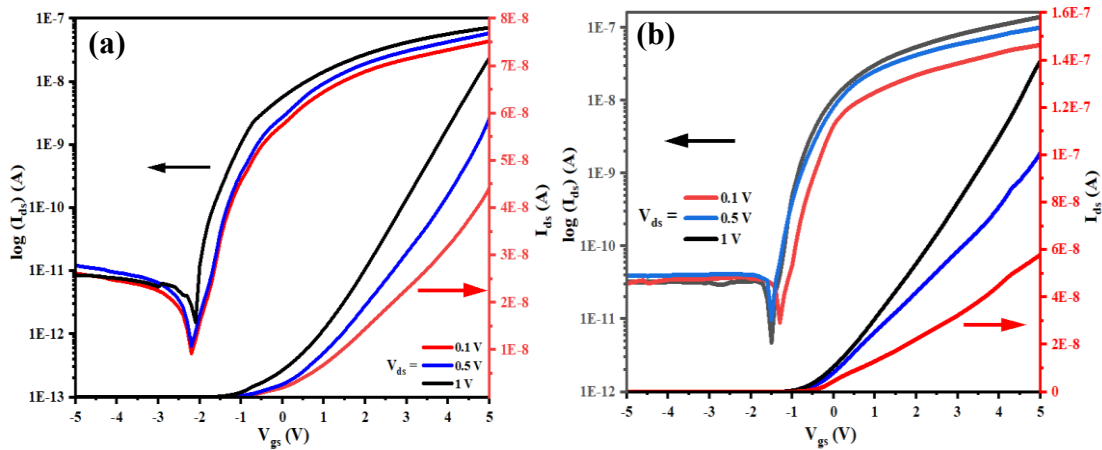 (a)
log (I_ds) (A)
1E-7
1E-8
1E-9
1E-10
1E-11
1E-12
1E-13
-5 -4 -3 -2 -1 0 1 2 3 4 5
V_gs (V)
V_ds =
0.1 V
0.5 V
1 V
8E-8
7E-8
6E-8
5E-8
4E-8
3E-8
2E-8
1E-8
I_ds (A)
(b)
log (I_ds) (A)
1E-7
1E-8
1E-9
1E-10
1E-11
1E-12
-5 -4 -3 -2 -1 0 1 2 3 4 5
V_gs (V)
V_ds =
0.1 V
0.5 V
1 V
1.6E-7
1.4E-7
1.2E-7
1E-7
8E-8
6E-8
4E-8
2E-8
0
I_ds (A)